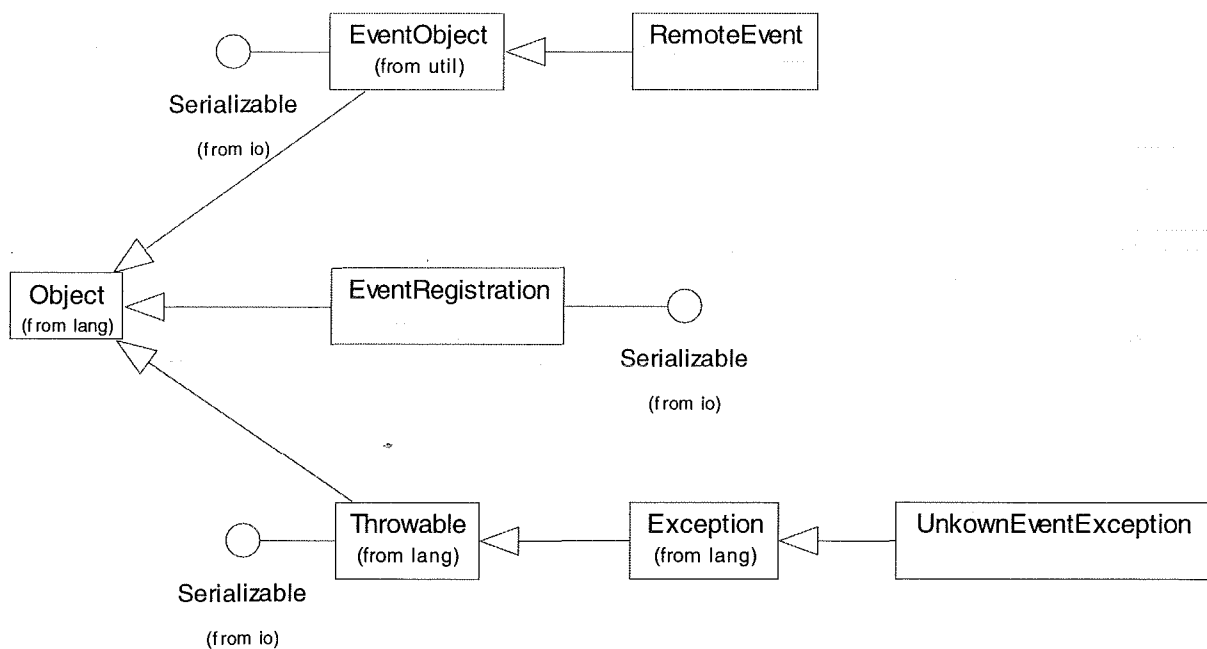 EventObject
(from util)
RemoteEvent
Serializable
(from io)
Object
(from lang)
EventRegistration
Serializable
(from io)
Throwable
(from lang)
Exception
(from lang)
UnkownEventException
Serializable
(from io)